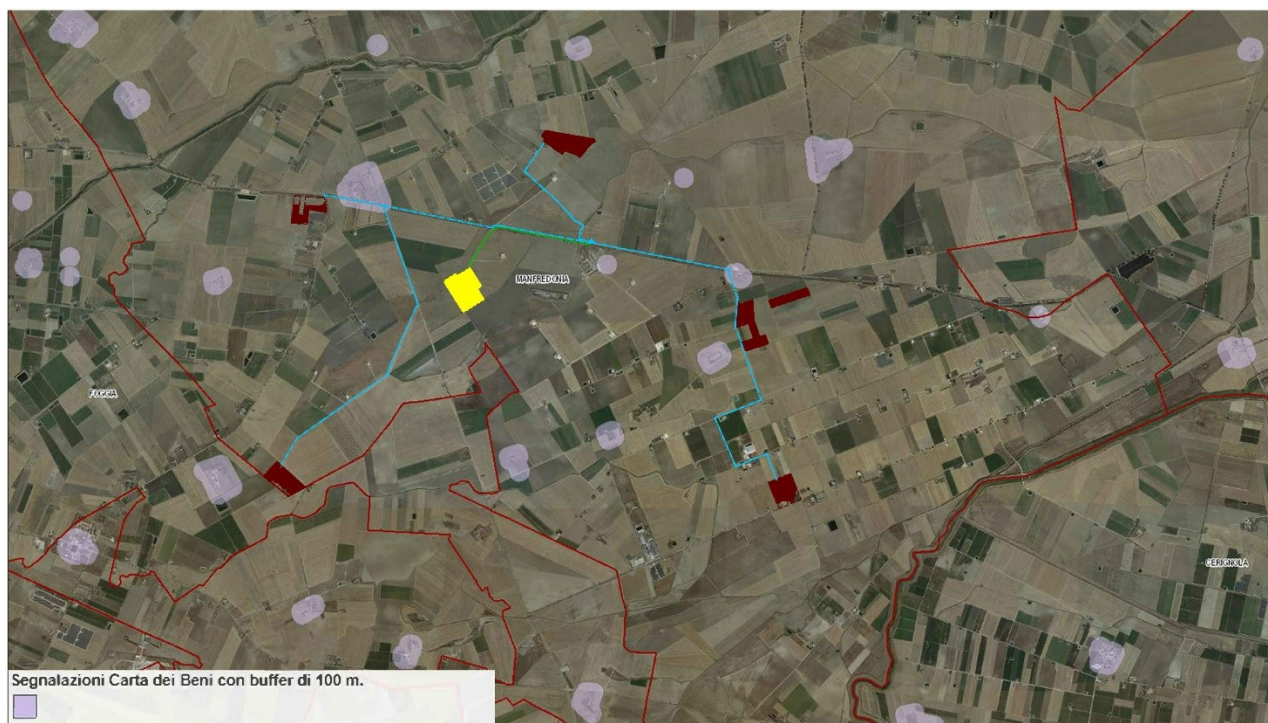 MANFREDONIA
FOGGIA
CERIGNOLA
Segnalazioni Carta dei Beni con buffer di 100 m.